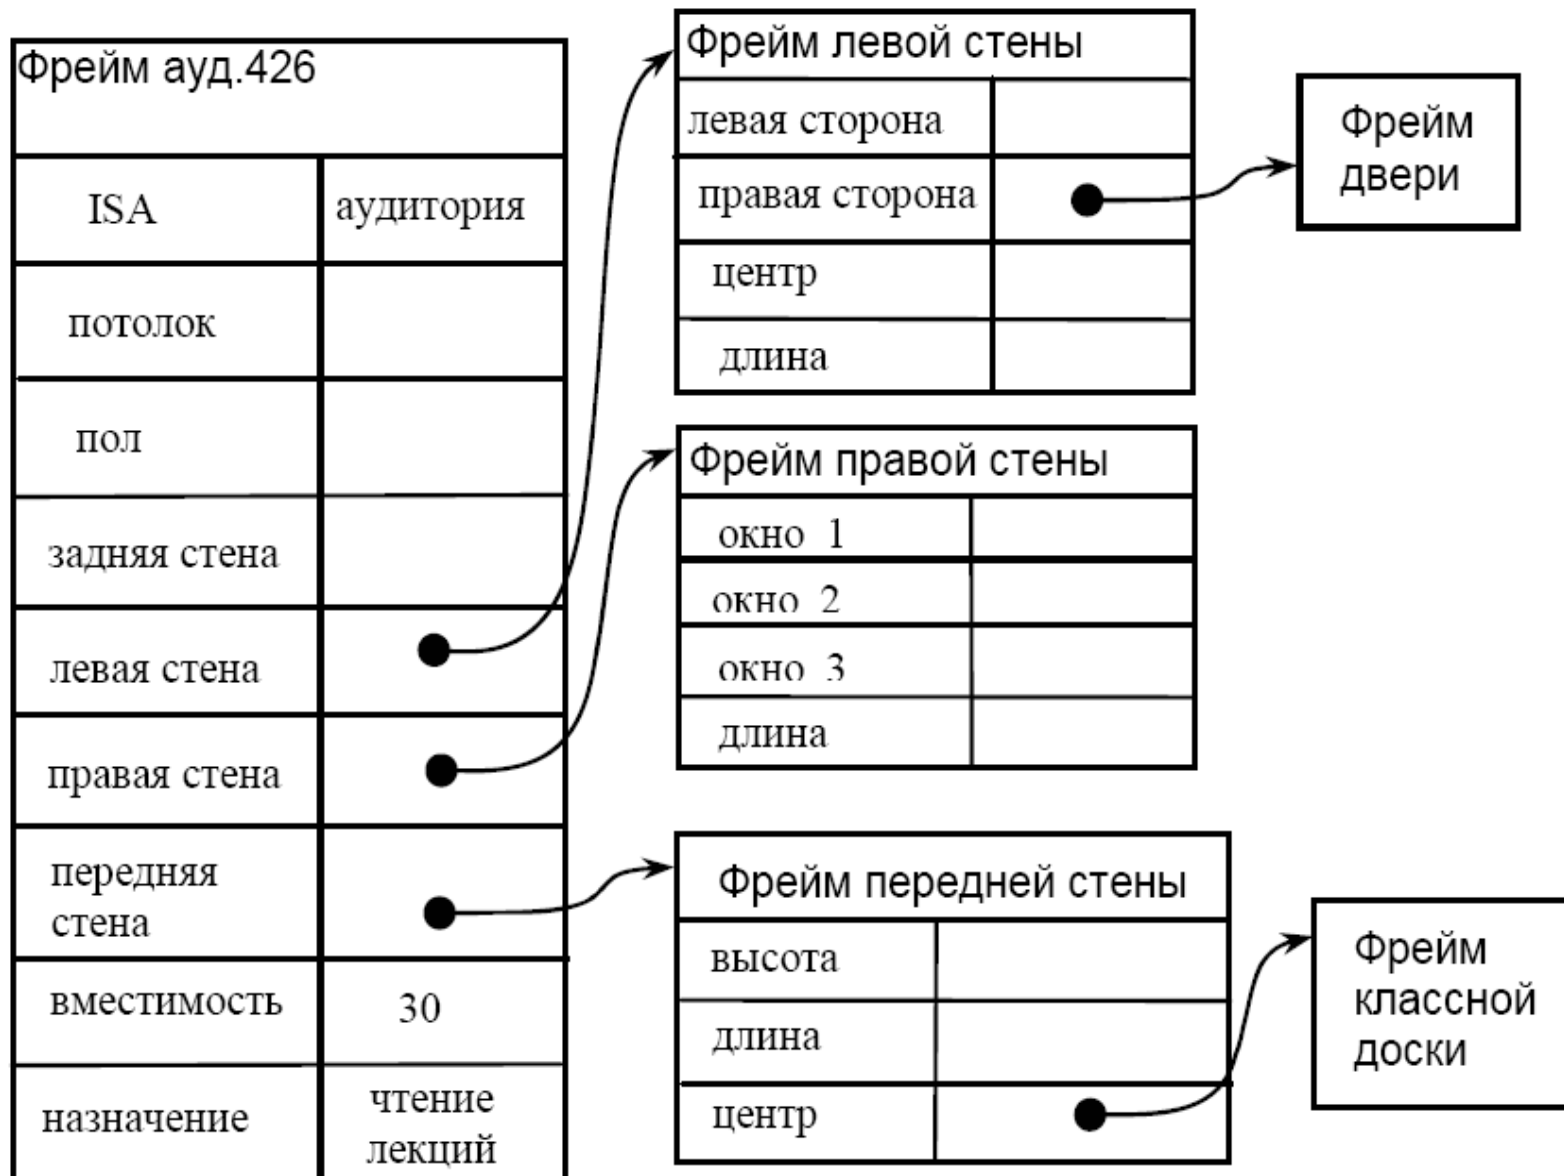 Фрейм ауд.426
ISA
аудитория
потолок
пол
задняя стена
левая стена
правая стена
передняя
стена
вместимость
30
назначение
чтение
лекций
Фрейм левой стены
левая сторона
правая сторона
центр
длина
Фрейм
двери
Фрейм правой стены
окно 1
окно 2
окно 3
длина
Фрейм передней стены
высота
длина
центр
Фрейм
классной
доски